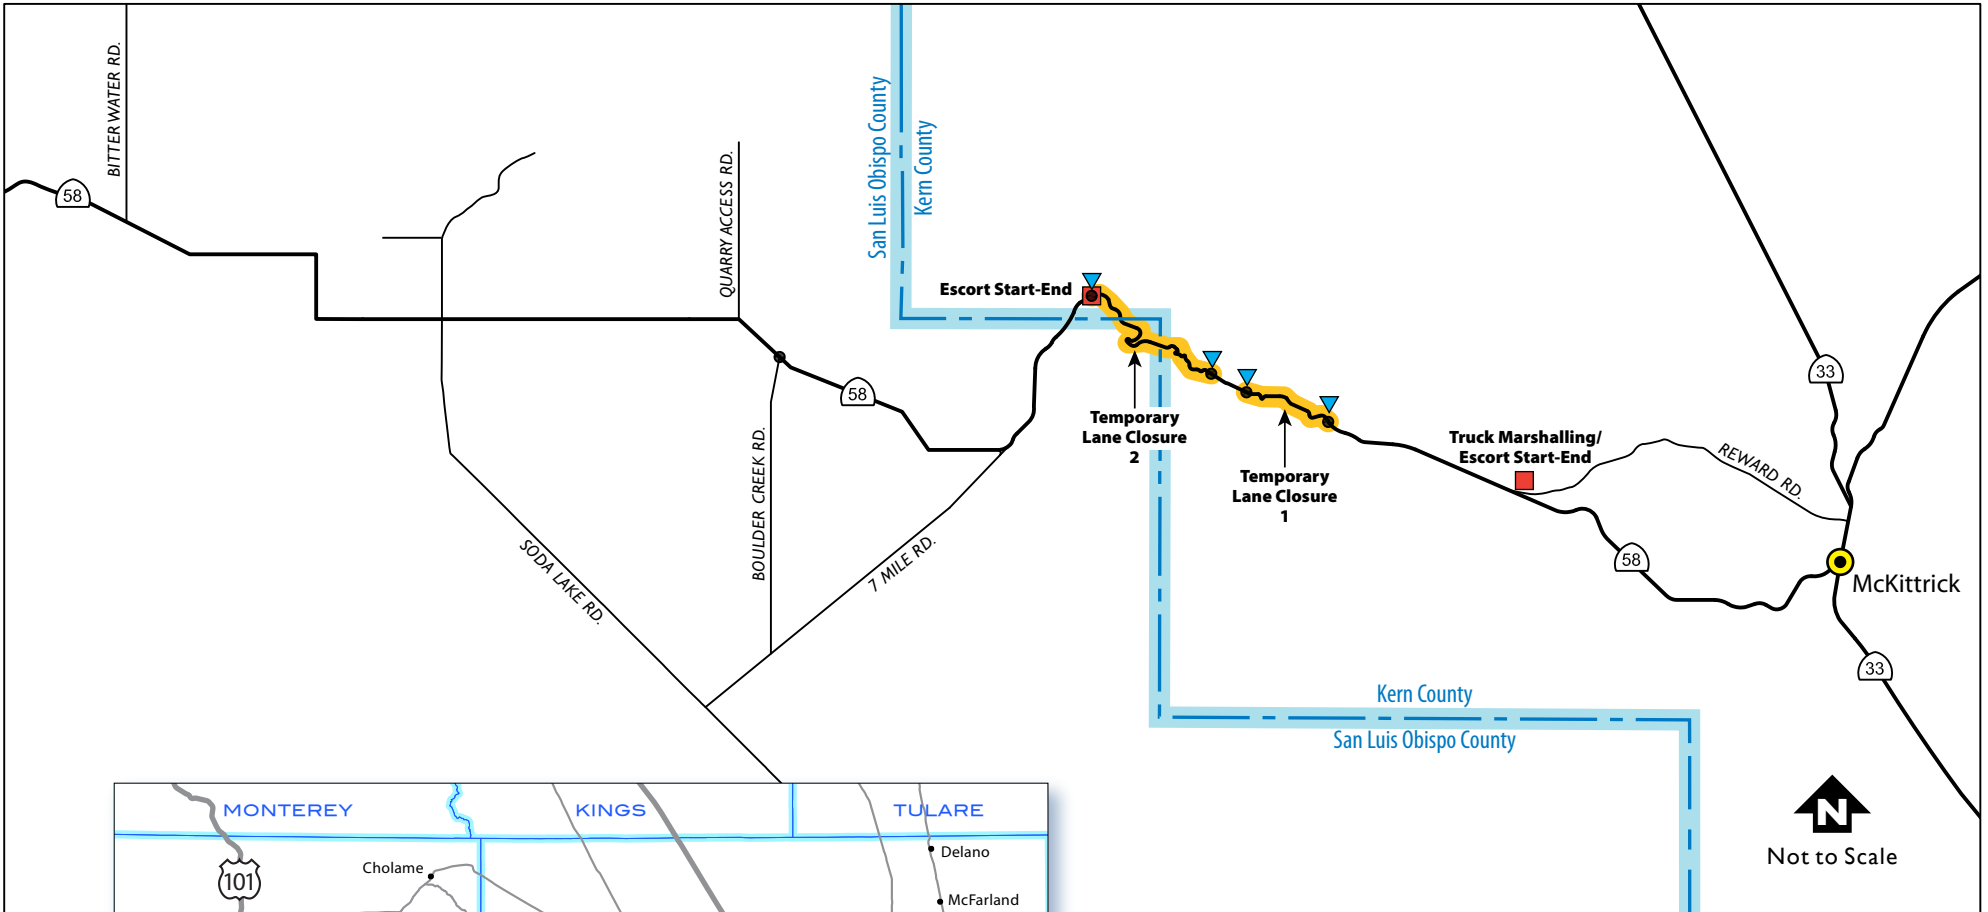 BITTERWATER RD.
58
QUARRY ACCESS RD.
San Luis Obispo County
Kern County
Escort Start-End
33
58
Temporary
Lane Closure
2
Temporary
Lane Closure
1
Truck Marshalling/
Escort Start-End
REWARD RD.
BOULDER CREEK RD.
SODA LAKE RD.
7 MILE RD.
58
McKittrick
33
Kern County
San Luis Obispo County
N
Not to Scale
MONTEREY
KINGS
TULARE
Cholame
Delano
101
McFarland